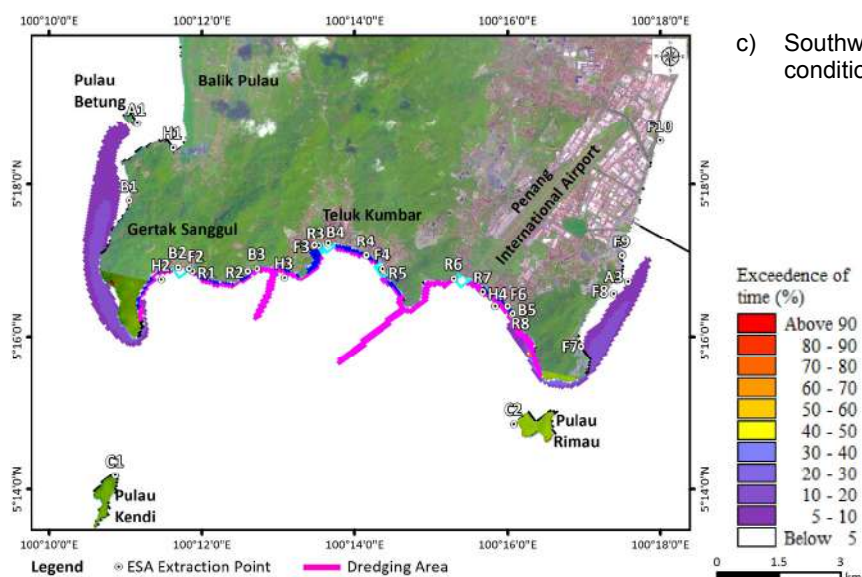 100°10'0"E 100°12'0"E 100°14'0"E 100°16'0"E 100°18'0"E
c) Southw
condition
Pulau
Betung
Balik Pulau
A1
H1
F10
5°18'0"N
5°18'0"N
B1
Penang
International Airport
Gertak Sanggul
Teluk Kumbar
H2 B2 F2 R1 R2 B3 H3 F3 R3 B4 R4 F4 R5 R6 R7 H4 F6 B5 R8
F9
A3
F8
F7
5°16'0"N
5°16'0"N
C2
Pulau
Rimau
C1
Pulau
Kendi
5°14'0"N
5°14'0"N
100°10'0"E 100°12'0"E 100°14'0"E 100°16'0"E 100°18'0"E
Legend ESA Extraction Point Dredging Area
Exceedence of
time (%)
Above 90
80 - 90
70 - 80
60 - 70
50 - 60
40 - 50
30 - 40
20 - 30
10 - 20
5 - 10
Below 5
0 1.5 3
km